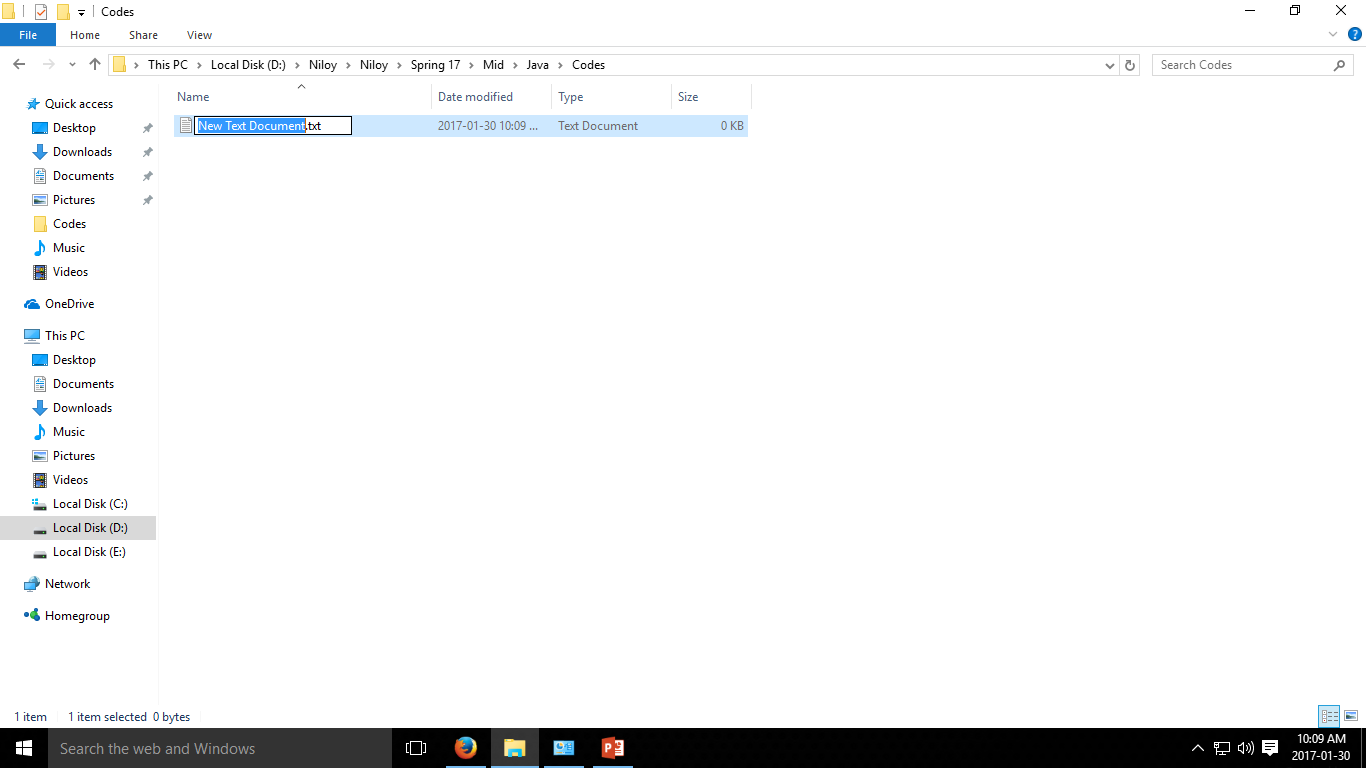 Codes
File Home Share View
This PC Local Disk (D:) Niloy Niloy Spring 17 Mid Java Codes
Search Codes
Name Date modified Type Size
New Text Document.txt 2017-01-30 10:09 ... Text Document 0 KB
Quick access
Desktop
Downloads
Documents
Pictures
Codes
Music
Videos
OneDrive
This PC
Desktop
Documents
Downloads
Music
Pictures
Videos
Local Disk (C:)
Local Disk (D:)
Local Disk (E:)
Network
Homegroup
1 item 1 item selected 0 bytes
Search the web and Windows
10:09 AM
2017-01-30